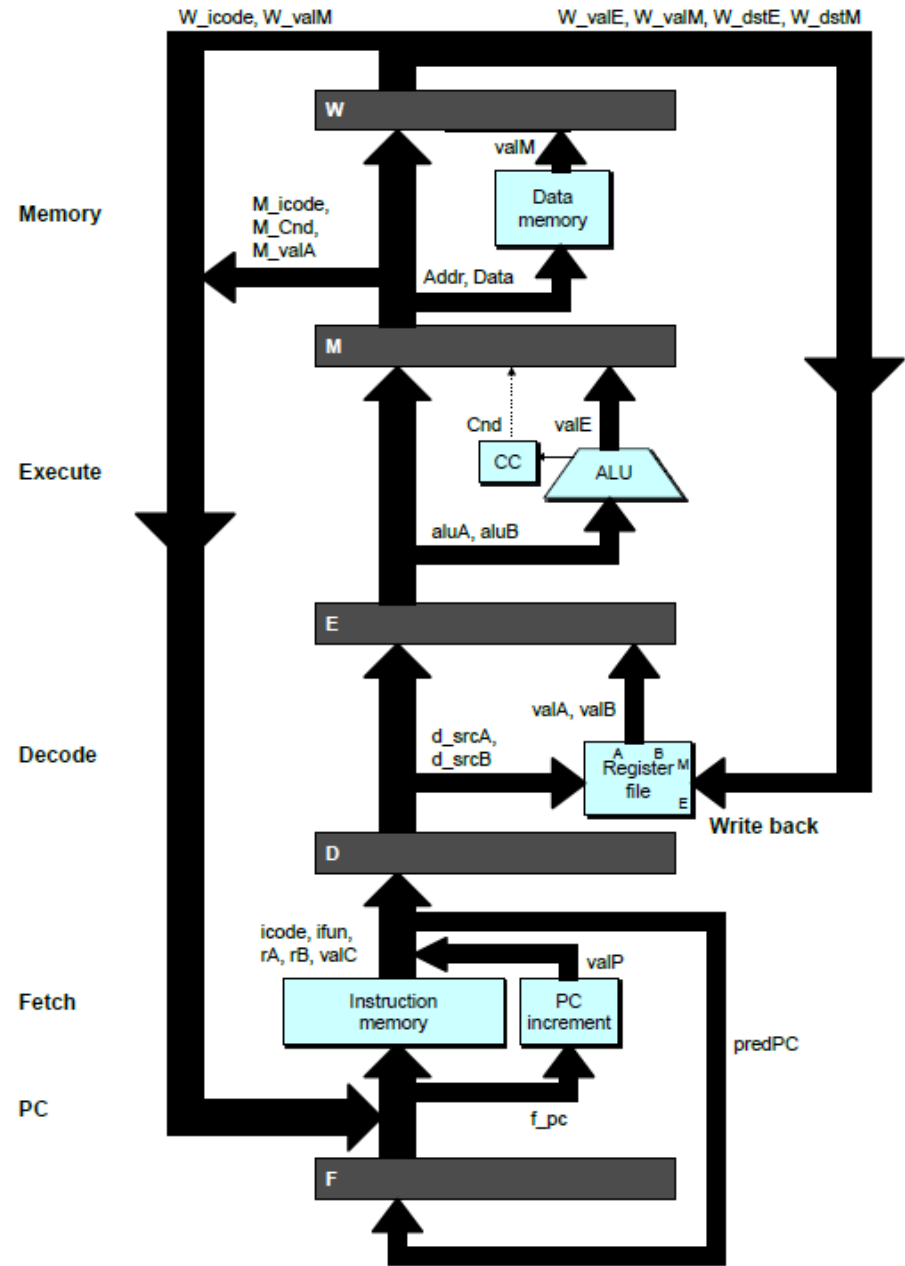 W_icode, W_valM
W_valE, W_valM, W_dstE, W_dstM
W
valM
Memory
Data
memory
M_icode,
M_Cnd,
M_valA
Addr, Data
M
Cnd
valE
Execute
CC
ALU
aluA, aluB
E
valA, valB
d_srcA,
d_srcB
Decode
A B
Register M
file
E
Write back
D
icode, ifun,
rA, rB, valC
valP
Fetch
Instruction
memory
PC
increment
predPC
PC
f_pc
F